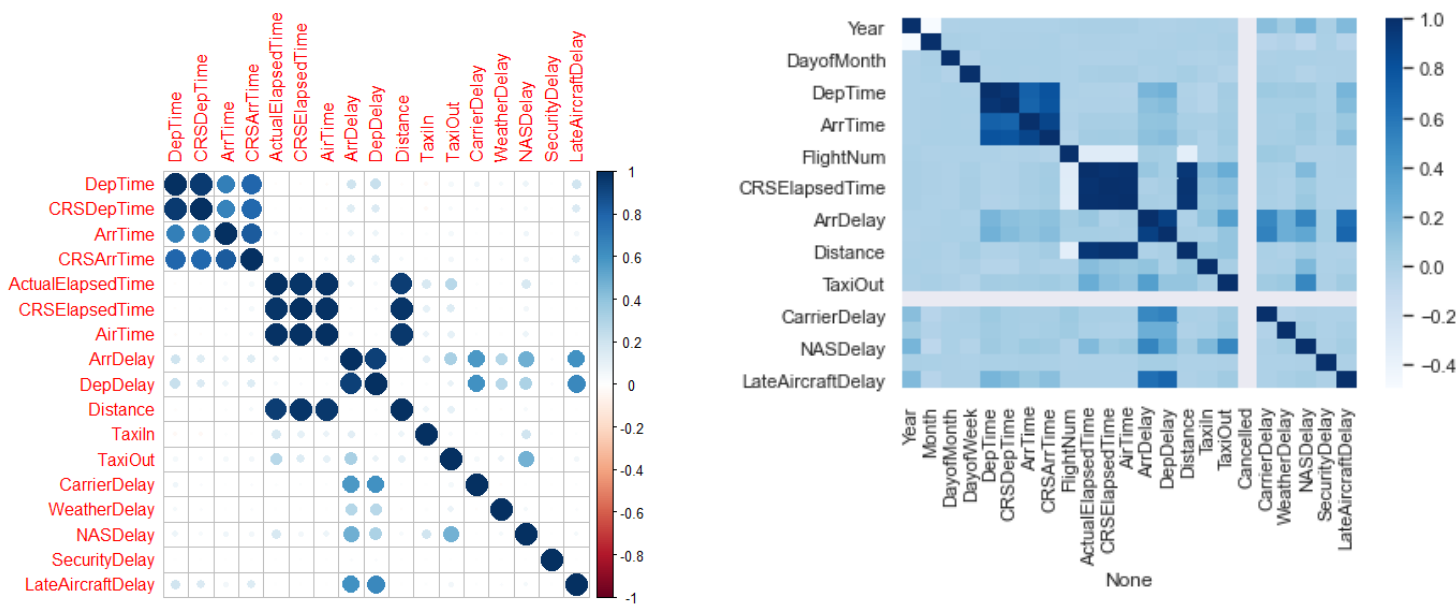 DepTime
CRSDepTime
ArrTime
CRSArrTime
ActualElapsedTime
CRSElapsedTime
AirTime
ArrDelay
DepDelay
Distance
TaxiIn
TaxiOut
CarrierDelay
WeatherDelay
NASDelay
SecurityDelay
LateAircraftDelay
DepTime
CRSDepTime
ArrTime
CRSArrTime
ActualElapsedTime
CRSElapsedTime
AirTime
ArrDelay
DepDelay
Distance
TaxiIn
TaxiOut
CarrierDelay
WeatherDelay
NASDelay
SecurityDelay
LateAircraftDelay
1
0.8
0.6
0.4
0.2
0
-0.2
-0.4
-0.6
-0.8
-1
Year
DayofMonth
DepTime
ArrTime
FlightNum
CRSElapsedTime
ArrDelay
Distance
TaxiOut
CarrierDelay
NASDelay
LateAircraftDelay
Year
Month
DayofMonth
DayOfWeek
DepTime
CRSDepTime
ArrTime
CRSArrTime
FlightNum
ActualElapsedTime
CRSElapsedTime
AirTime
ArrDelay
DepDelay
Distance
TaxiIn
TaxiOut
Cancelled
CarrierDelay
WeatherDelay
NASDelay
SecurityDelay
LateAircraftDelay
None
1.0
0.8
0.6
0.4
0.2
0.0
−0.2
−0.4